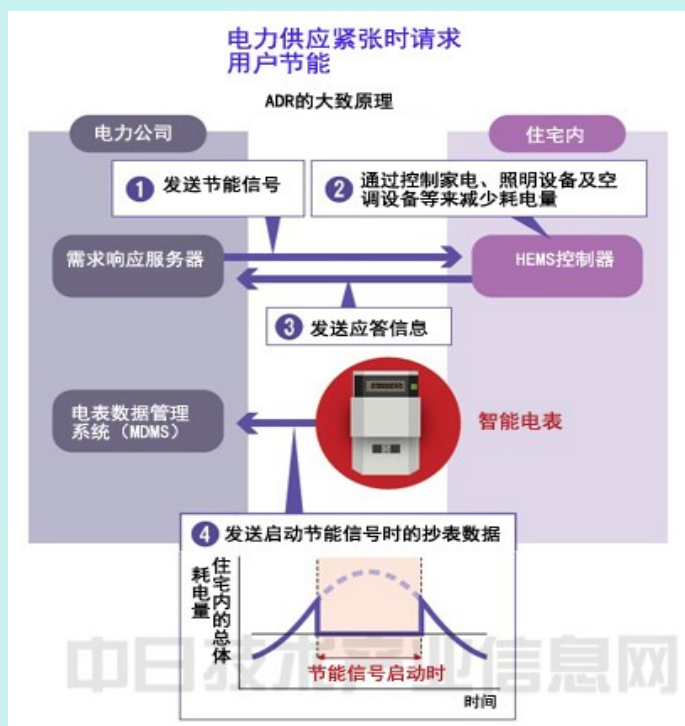 电力供应紧张时请求
用户节能
ADR的大致原理
电力公司
住宅内
1 发送节能信号
2 通过控制家电、照明设备及空
调设备等来减少耗电量
需求响应服务器
HEMS控制器
3 发送应答信息
电表数据管理
系统（MDMS）
智能电表
4 发送启动节能信号时的抄表数据
住宅内的总体
耗电量
节能信号启动时
时间
中日技术产业信息网